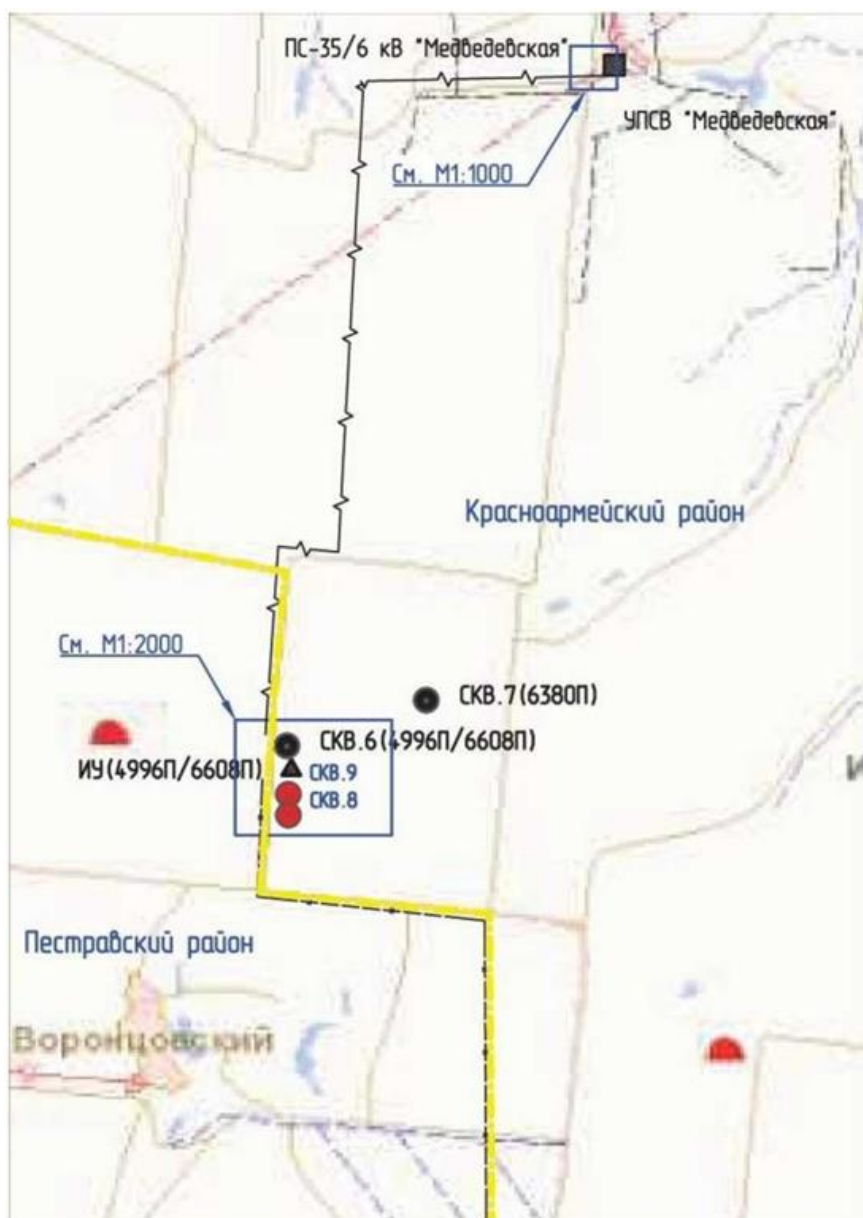 ПС-35/6 кВ "Медведевская"
УПСВ "Медведевская"
См. М1:1000
Красноармейский район
См. М1:2000
СКВ.7(6380П)
СКВ.6(4996П/6608П)
ИУ(4996П/6608П)
СКВ.9
СКВ.8
Пестравский район
Воронцовский